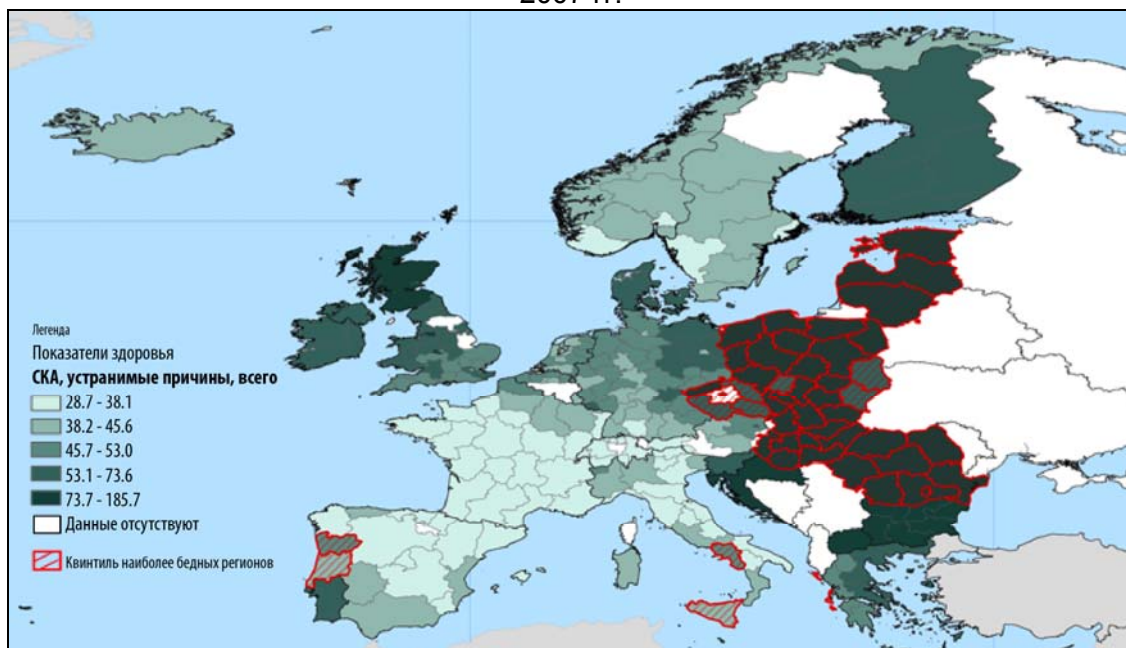 Легенда
Показатели здоровья
СКА, устранимые причины, всего
28.7 - 38.1
38.2 - 45.6
45.7 - 53.0
53.1 - 73.6
73.7 - 185.7
Данные отсутствуют
Квинтиль наиболее бедных регионов